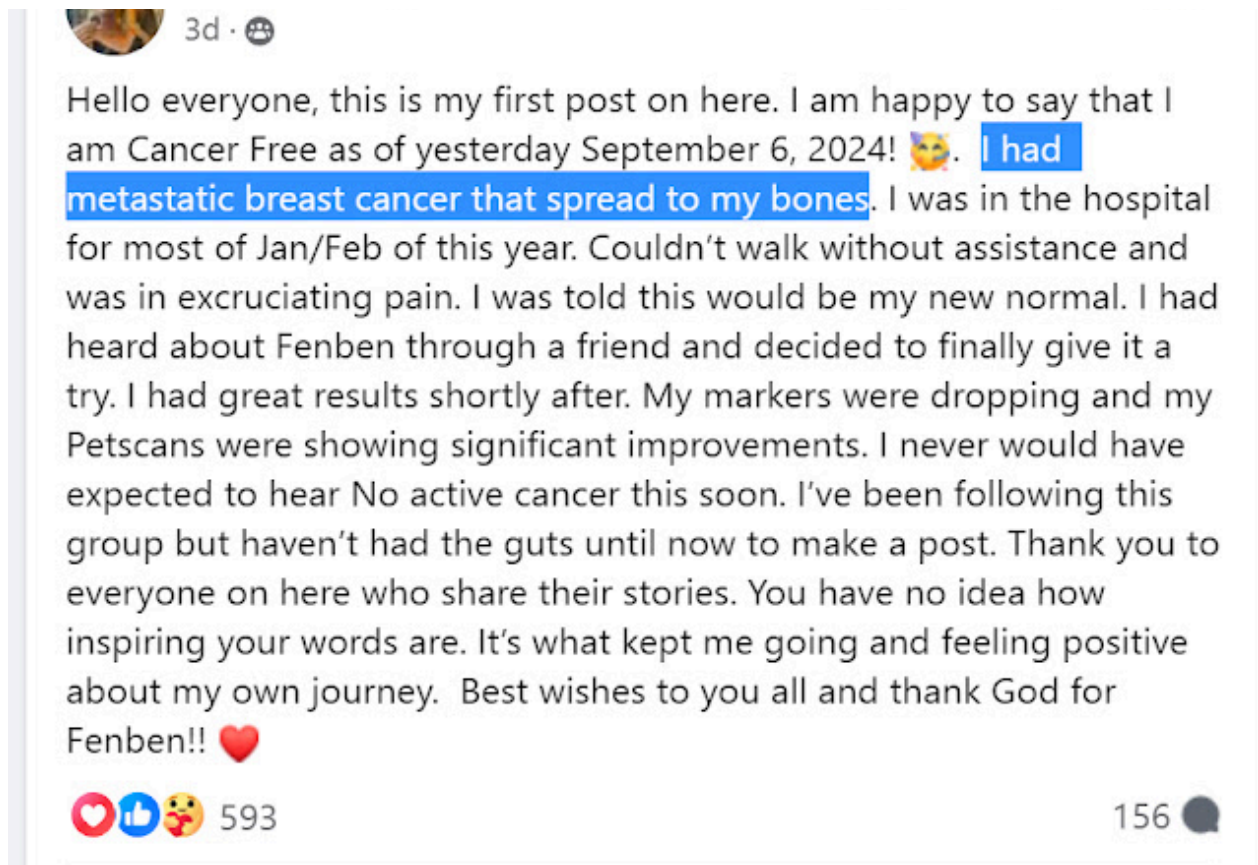 3d ·
Hello everyone, this is my first post on here. I am happy to say that I
am Cancer Free as of yesterday September 6, 2024! 🥳. I had
metastatic breast cancer that spread to my bones. I was in the hospital
for most of Jan/Feb of this year. Couldn’t walk without assistance and
was in excruciating pain. I was told this would be my new normal. I had
heard about Fenben through a friend and decided to finally give it a
try. I had great results shortly after. My markers were dropping and my
Petscans were showing significant improvements. I never would have
expected to hear No active cancer this soon. I’ve been following this
group but haven’t had the guts until now to make a post. Thank you to
everyone on here who share their stories. You have no idea how
inspiring your words are. It’s what kept me going and feeling positive
about my own journey.  Best wishes to you all and thank God for
Fenben!! ❤️
593
156